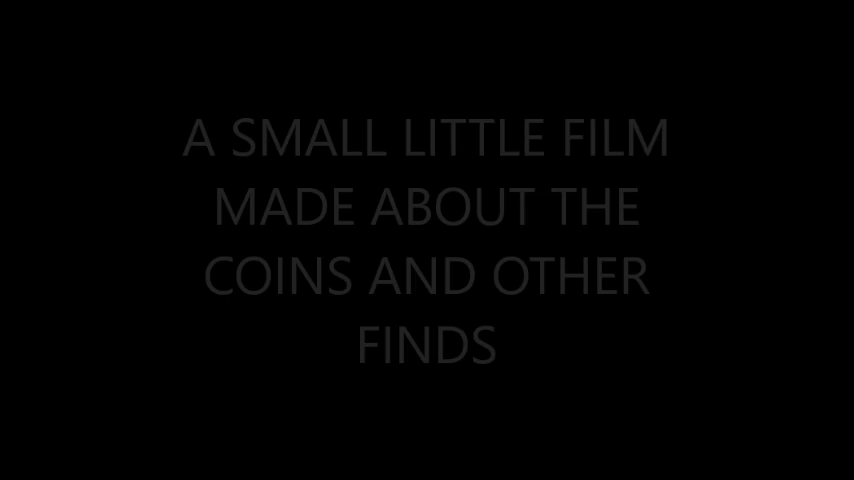 A SMALL LITTLE FILM
MADE ABOUT THE
COINS AND OTHER
FINDS